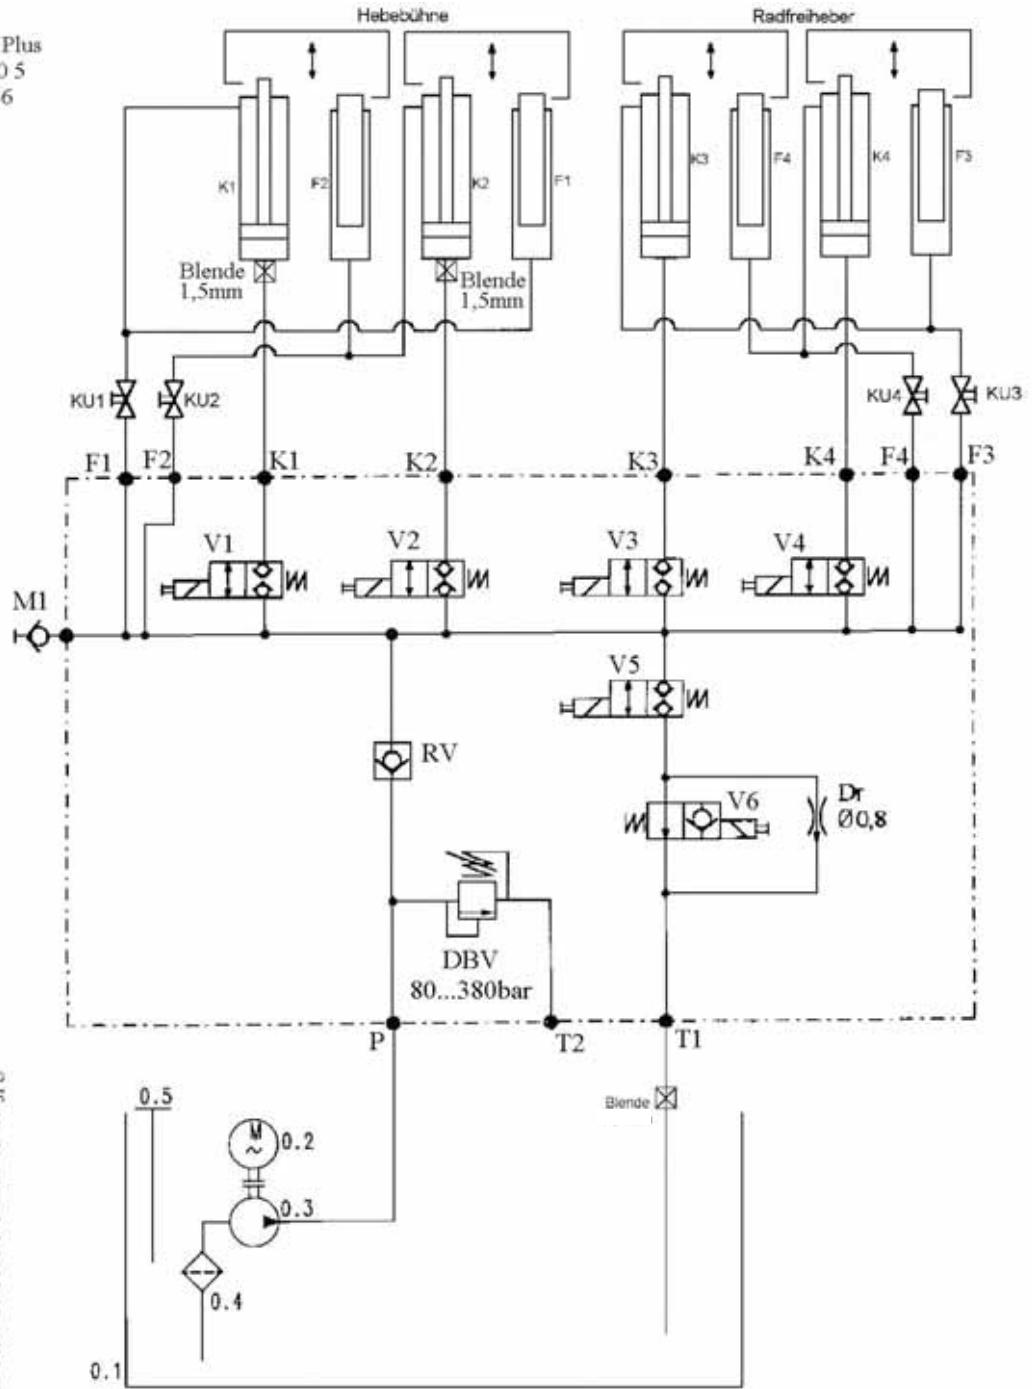 Hebebühne
Radfreiheber
Plus
0 5
6
K1
F2
K2
F1
K3
F4
K4
F3
Blende
1,5mm
Blende
1,5mm
KU1
KU2
KU4
KU3
F1
F2
K1
K2
K3
K4
F4
F3
V1
V2
V3
V4
M1
V5
RV
V6
Dr
Ø0,8
DBV
80...380bar
P
T2
T1
0.5
Blende
M
~
0.2
0.3
0.4
0.1